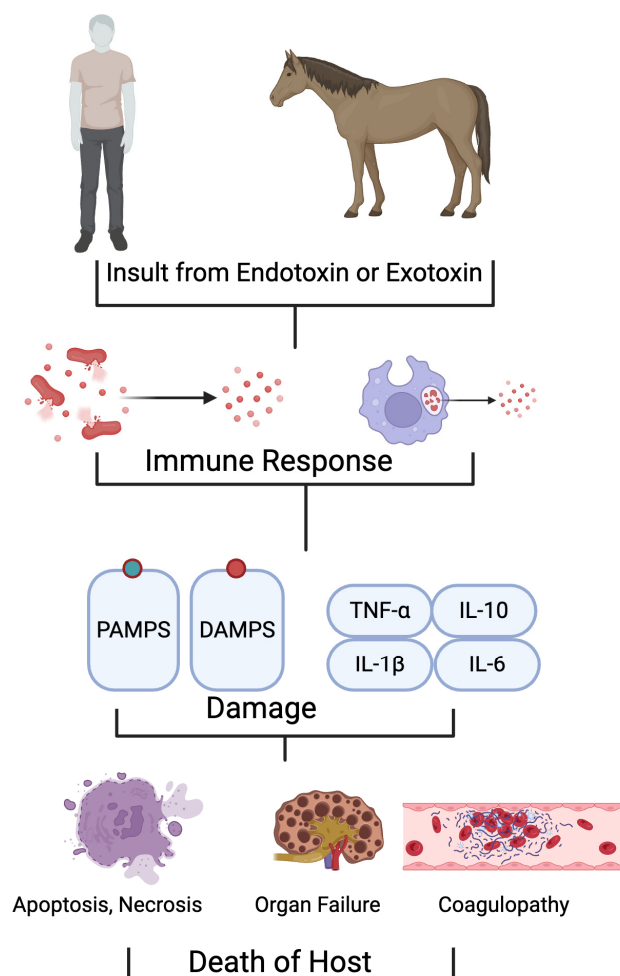 Insult from Endotoxin or Exotoxin
Immune Response
PAMPS
DAMPS
TNF-α
IL-10
IL-1β
IL-6
Damage
Apoptosis, Necrosis
Organ Failure
Coagulopathy
Death of Host